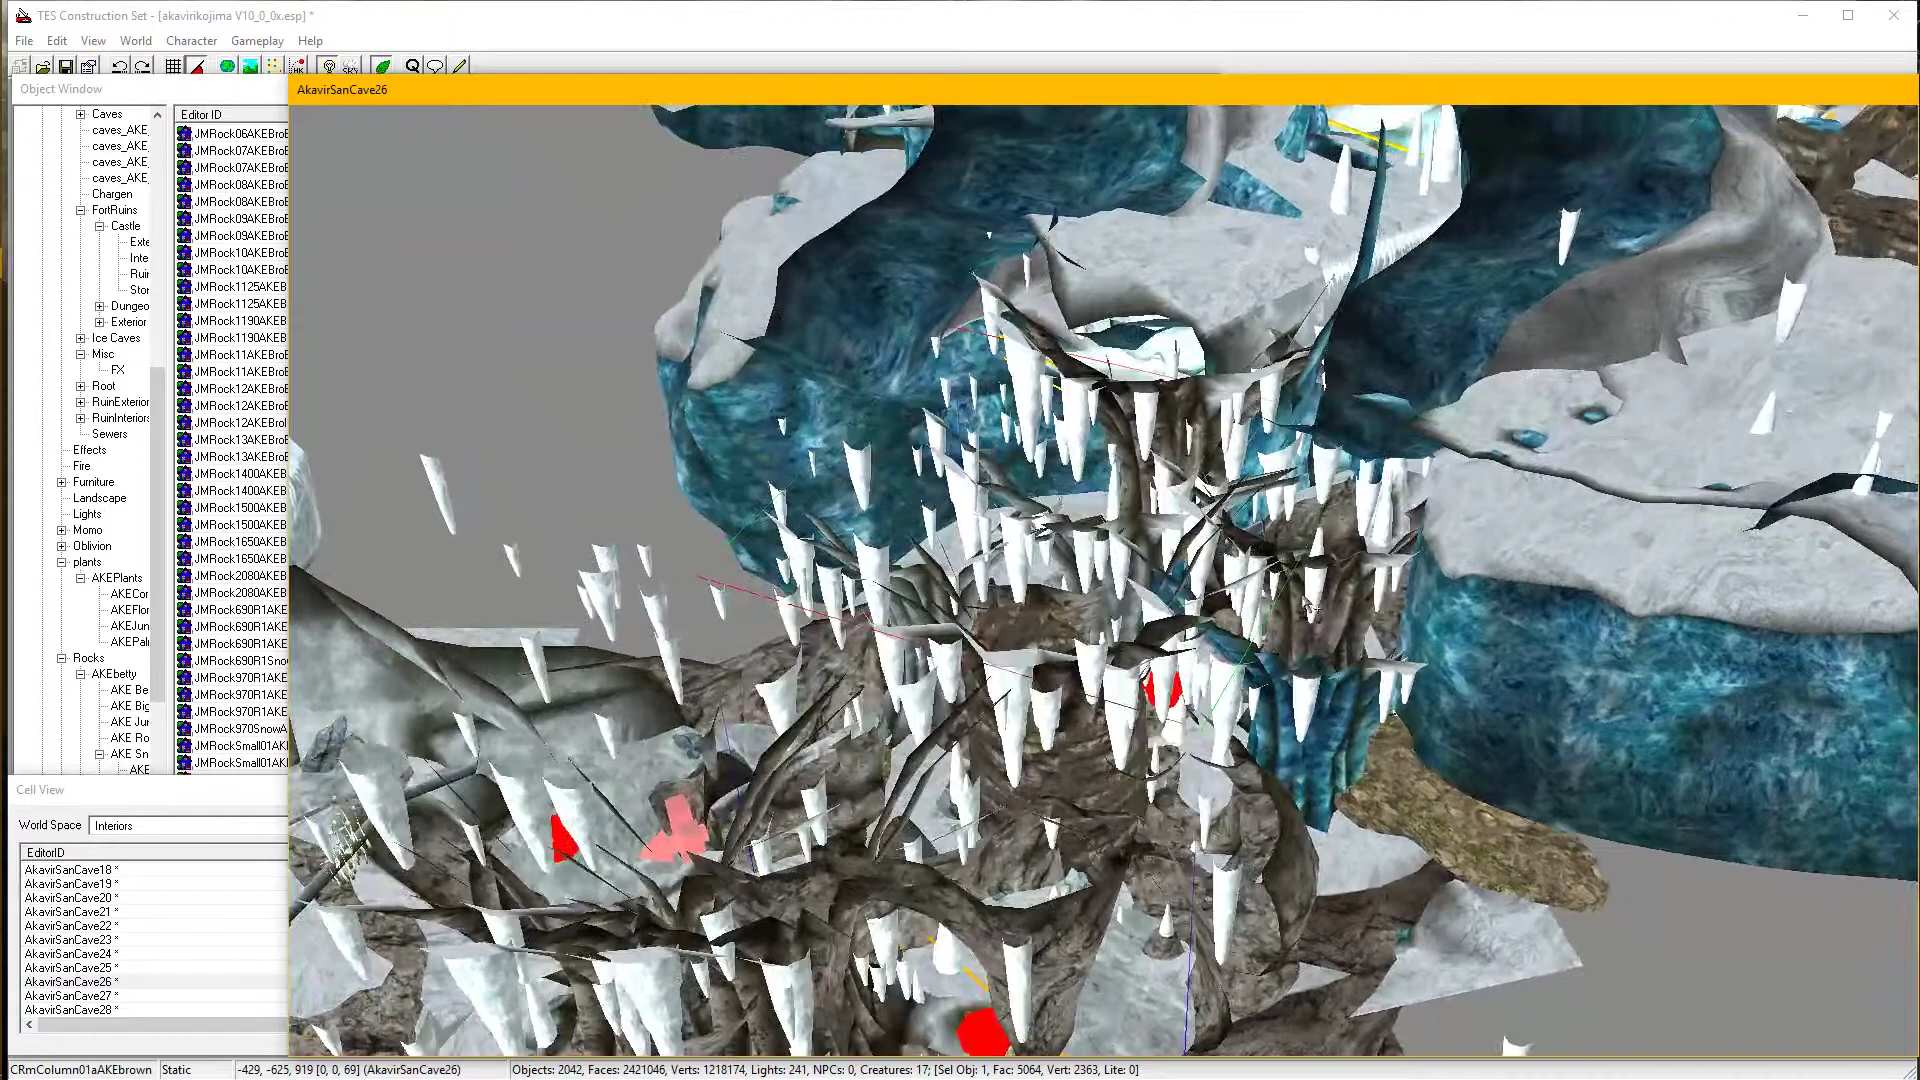 TES Construction Set - [akavirikojima V10_0_0x.esp] *
File Edit View World Character Gameplay Help
Object Window
AkavirSanCave26
Caves
caves_AKE_
caves_AKE_
caves_AKE_
caves_AKE_
Chargen
FortRuins
Castle
Exte
Inte
Ruir
Stor
Dungeo
Exterior
Ice Caves
Misc
FX
Root
RuinExterior
RuinInteriors
Sewers
Effects
Fire
Furniture
Landscape
Lights
Momo
Oblivion
plants
AKEPlants
AKECor
AKEFlor
AKEJun
AKEPal
Rocks
AKEbetty
AKE Be
AKE Big
AKE Jur
AKE Ro
AKE Sn
AKE
Editor ID
JMRock06AKEBroE
JMRock07AKEBroE
JMRock07AKEBroE
JMRock08AKEBroE
JMRock08AKEBroE
JMRock09AKEBroE
JMRock09AKEBroE
JMRock10AKEBroE
JMRock10AKEBroE
JMRock1125AKEB
JMRock1125AKEB
JMRock1190AKEB
JMRock1190AKEB
JMRock11AKEBroE
JMRock11AKEBroE
JMRock12AKEBroE
JMRock12AKEBroE
JMRock12AKEBroI
JMRock13AKEBroE
JMRock13AKEBroE
JMRock1400AKEB
JMRock1400AKEB
JMRock1500AKEB
JMRock1500AKEB
JMRock1650AKEB
JMRock1650AKEB
JMRock2080AKEB
JMRock2080AKEB
JMRock690R1AKE
JMRock690R1AKE
JMRock690R1AKE
JMRock690R1Sno
JMRock970R1AKE
JMRock970R1AKE
JMRock970R1AKE
JMRock970SnowA
JMRockSmall01AKI
JMRockSmall01AKI
Cell View
World Space Interiors
EditorID
AkavirSanCave18 *
AkavirSanCave19 *
AkavirSanCave20 *
AkavirSanCave21 *
AkavirSanCave22 *
AkavirSanCave23 *
AkavirSanCave24 *
AkavirSanCave25 *
AkavirSanCave26 *
AkavirSanCave27 *
AkavirSanCave28 *
CRmColumn01aAKEbrown Static -429, -625, 919 [0, 0, 69] (AkavirSanCave26) Objects: 2042, Faces: 2421046, Verts: 1218174, Lights: 241, NPCs: 0, Creatures: 17; [Sel Obj: 1, Fac: 5064, Vert: 2363, Lite: 0]